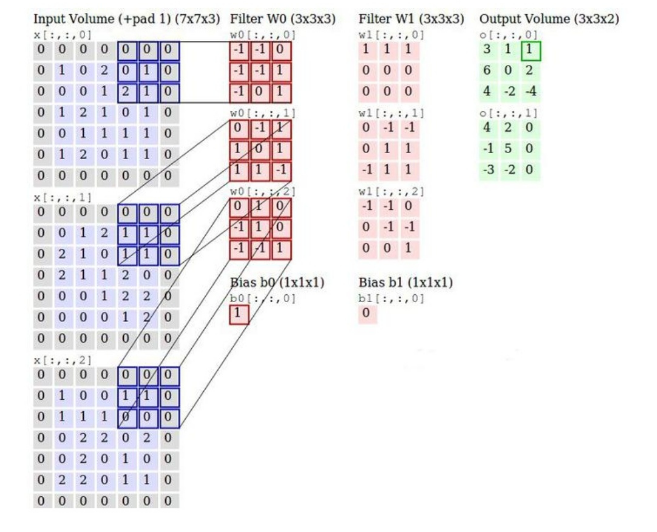 Input Volume (+pad 1) (7x7x3)
x[:,:,0]
0 0 0 0 0 0 0
0 1 0 2 0 1 0
0 0 0 1 2 1 0
0 1 2 1 0 1 0
0 0 1 1 1 1 0
0 1 2 0 1 1 0
0 0 0 0 0 0 0
x[:,:,1]
0 0 0 0 0 0 0
0 0 1 2 1 1 0
0 2 1 0 1 1 0
0 2 1 1 2 0 0
0 0 0 1 2 2 0
0 0 0 0 1 2 0
0 0 0 0 0 0 0
x[:,:,2]
0 0 0 0 0 0 0
0 1 0 0 1 1 0
0 1 1 1 0 0 0
0 0 2 2 0 2 0
0 0 2 0 1 0 0
0 2 2 0 1 1 0
0 0 0 0 0 0 0
Filter W0 (3x3x3)
w0[:,:,0]
-1 -1 0
-1 -1 1
-1 0 1
w0[:,:,1]
0 -1 1
1 0 1
1 1 -1
w0[:,:,2]
0 1 0
-1 1 0
-1 -1 1
Bias b0 (1x1x1)
b0[:,:,0]
1
Filter W1 (3x3x3)
w1[:,:,0]
1 1 1
0 0 0
0 0 0
w1[:,:,1]
0 -1 -1
0 1 1
-1 1 1
w1[:,:,2]
-1 -1 0
0 -1 -1
0 0 1
Bias b1 (1x1x1)
b1[:,:,0]
0
Output Volume (3x3x2)
o[:,:,0]
3 1 1
6 0 2
4 -2 -4
o[:,:,1]
4 2 0
-1 5 0
-3 -2 0